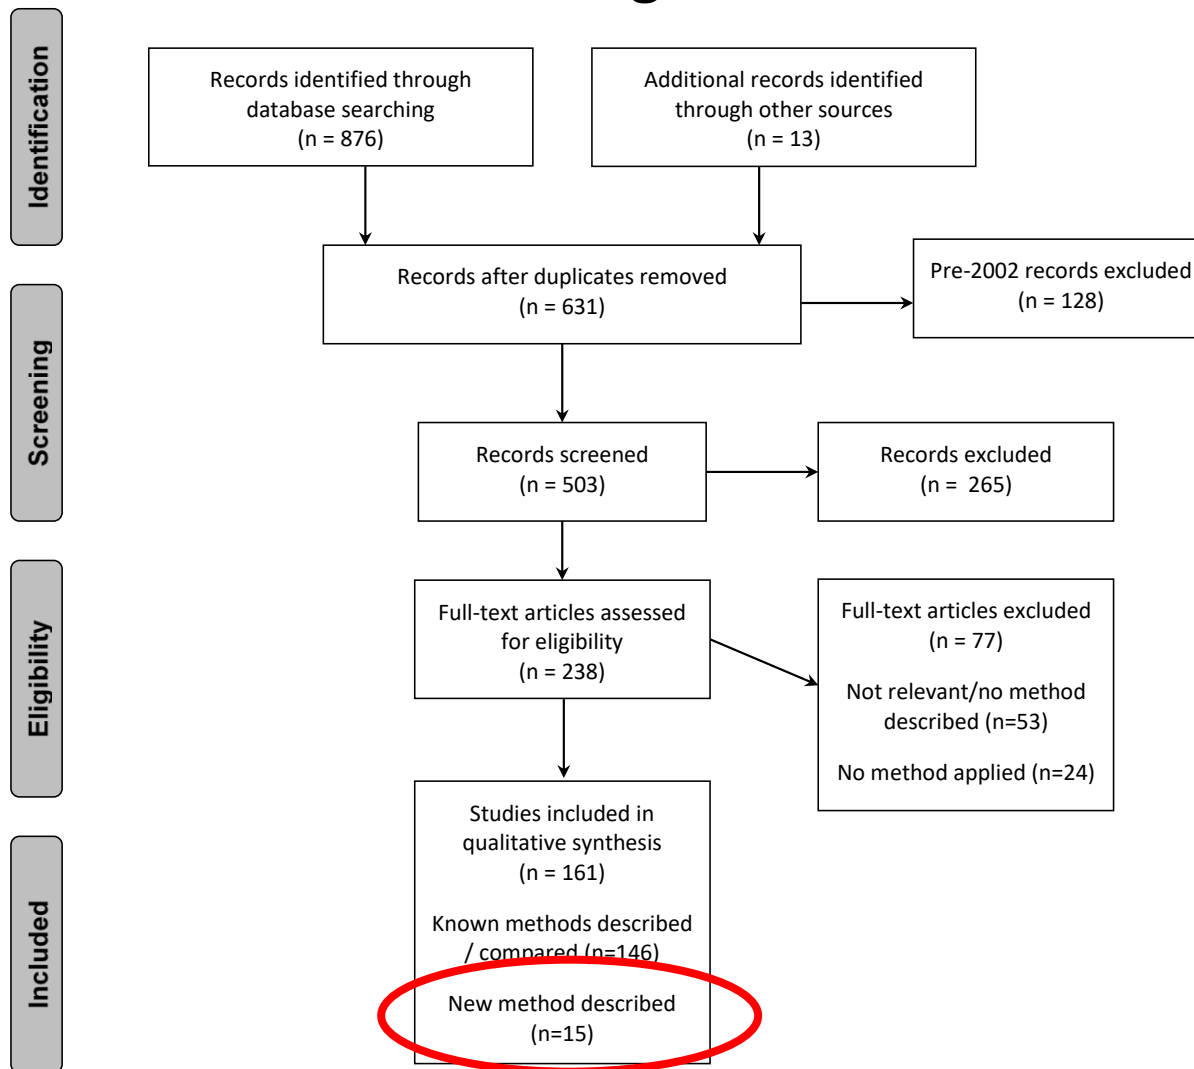 Identification
Records identified through
database searching
(n = 876)
Additional records identified
through other sources
(n = 13)
Records after duplicates removed
(n = 631)
Pre-2002 records excluded
(n = 128)
Screening
Records screened
(n = 503)
Records excluded
(n =  265)
Eligibility
Full-text articles assessed
for eligibility
(n = 238)
Full-text articles excluded
(n = 77)
Not relevant/no method
described (n=53)
No method applied (n=24)
Included
Studies included in
qualitative synthesis
(n = 161)
Known methods described
/ compared (n=146)
New method described
(n=15)